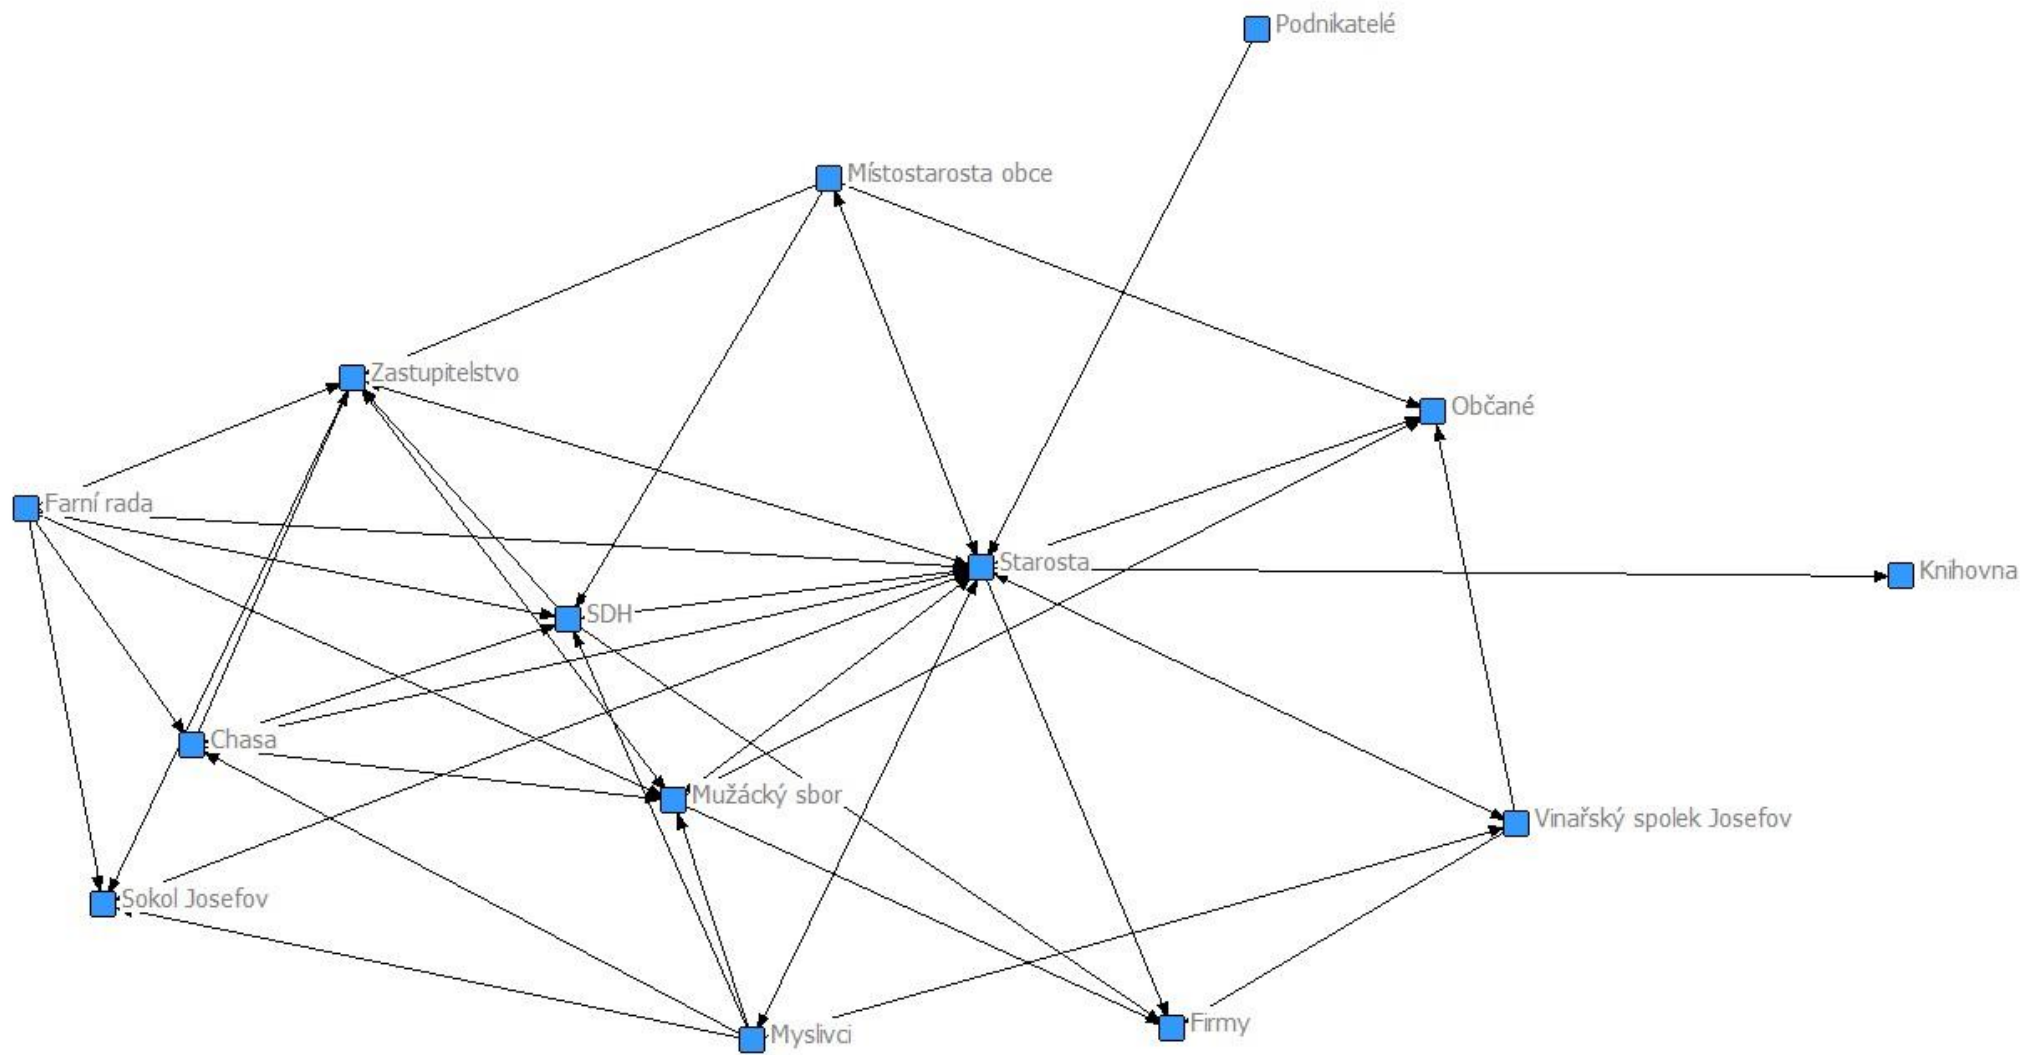 Podnikatelé
Místostarosta obce
Zastupitelstvo
Občané
Farní rada
Starosta
Knihovna
SDH
Chasa
Mužácký sbor
Vinařský spolek Josefov
Sokol Josefov
Firmy
Myslivci